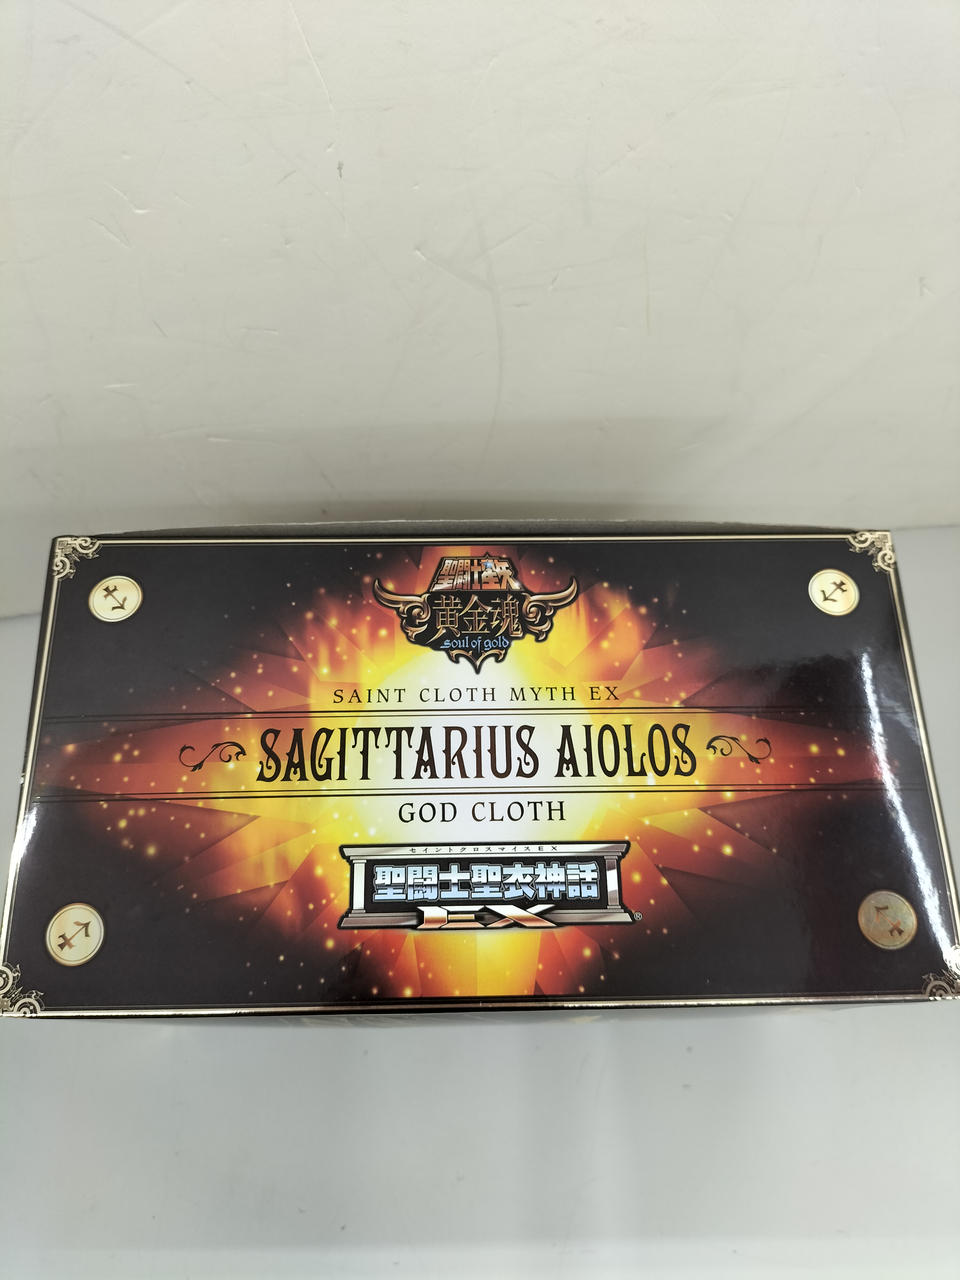 聖闘士星矢
黄金魂
soul of gold
SAINT CLOTH MYTH EX
SAGITTARIUS AIOLOS
GOD CLOTH
セイントクロスマイスEX
聖闘士聖衣神話
EX®